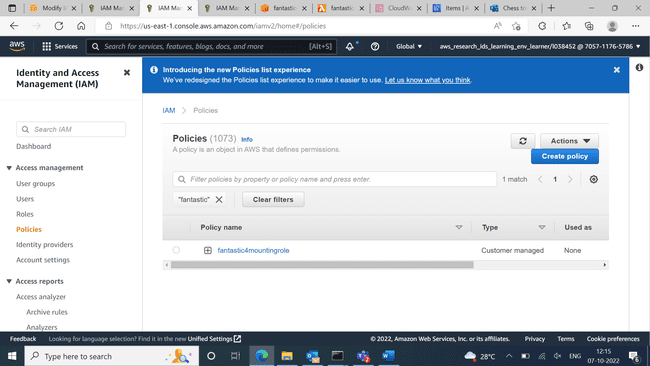 Modify I
IAM Ma
IAM Ma
IAM Ma
fantastic
fantastic
CloudW
Items | A
Chess to
https://us-east-1.console.aws.amazon.com/iamv2/home#/policies
aws
Services
Search for services, features, blogs, docs, and more
[Alt+S]
Global
aws_research_ids_learning_env_learner/l038452 @ 7057-1176-5786
Identity and Access
Management (IAM)
Search IAM
Dashboard
Access management
User groups
Users
Roles
Policies
Identity providers
Account settings
Access reports
Access analyzer
Archive rules
Analyzers
Introducing the new Policies list experience
We've redesigned the Policies list experience to make it easier to use. Let us know what you think.
IAM > Policies
Policies (1073) Info
A policy is an object in AWS that defines permissions.
Actions
Create policy
Filter policies by property or policy name and press enter.
1 match
1
"fantastic"
Clear filters
Policy name
Type
Used as
fantastic4mountingrole
Customer managed
None
Feedback
Looking for language selection? Find it in the new Unified Settings
© 2022, Amazon Web Services, Inc. or its affiliates.
Privacy
Terms
Cookie preferences
Type here to search
28°C
ENG
12:15
07-10-2022